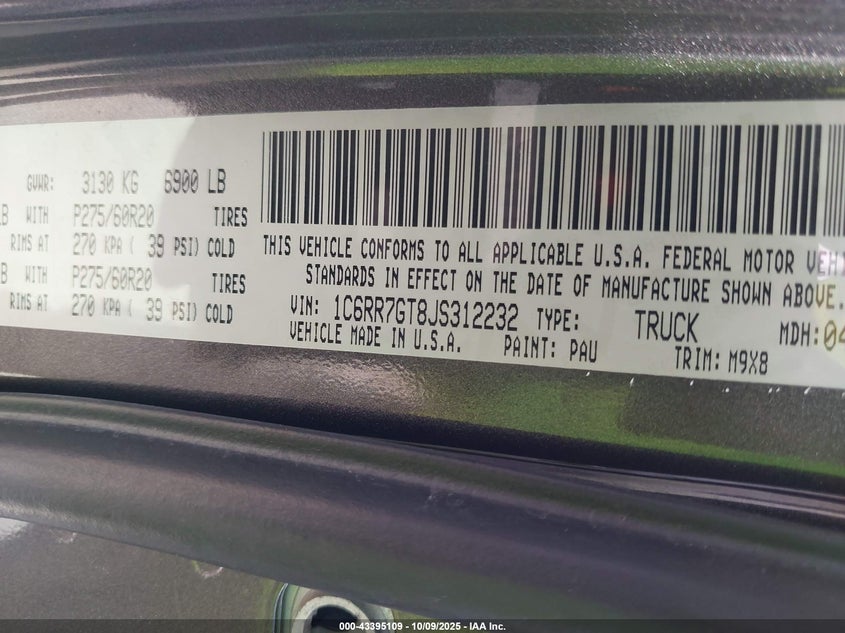 GVWR: 3130 KG 6900 LB
LB WITH P275/60R20 TIRES
RIMS AT 270 KPA ( 39 PSI) COLD
LB WITH P275/60R20 TIRES
RIMS AT 270 KPA ( 39 PSI) COLD
THIS VEHICLE CONFORMS TO ALL APPLICABLE U.S.A. FEDERAL MOTOR VEH
STANDARDS IN EFFECT ON THE DATE OF MANUFACTURE SHOWN ABOVE.
VIN: 1C6RR7GT8JS312232 TYPE: TRUCK MDH: 04
VEHICLE MADE IN U.S.A. PAINT: PAU TRIM: M9X8
000-43395109 - 10/09/2025 - IAA Inc.